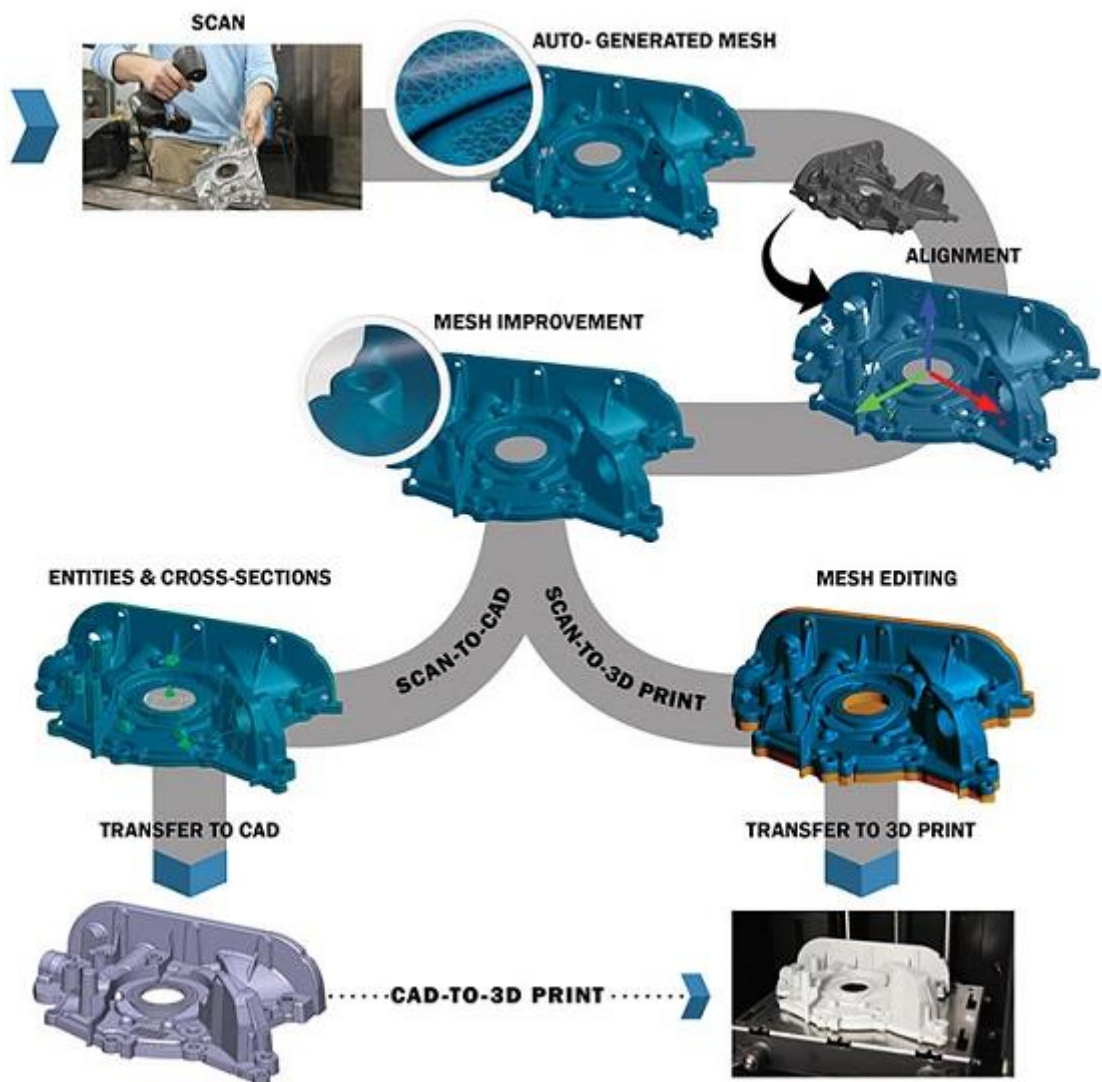 SCAN
AUTO- GENERATED MESH
ALIGNMENT
MESH IMPROVEMENT
ENTITIES & CROSS-SECTIONS
MESH EDITING
SCAN-TO-CAD
SCAN-TO-3D PRINT
TRANSFER TO CAD
TRANSFER TO 3D PRINT
CAD-TO-3D PRINT